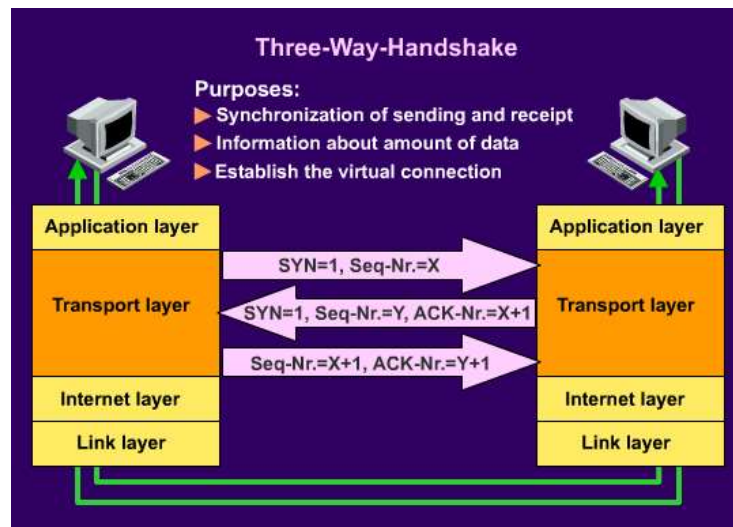 Three-Way-Handshake
Purposes:
Synchronization of sending and receipt
Information about amount of data
Establish the virtual connection
Application layer
Transport layer
Internet layer
Link layer
SYN=1, Seq-Nr.=X
SYN=1, Seq-Nr.=Y, ACK-Nr.=X+1
Seq-Nr.=X+1, ACK-Nr.=Y+1
Application layer
Transport layer
Internet layer
Link layer